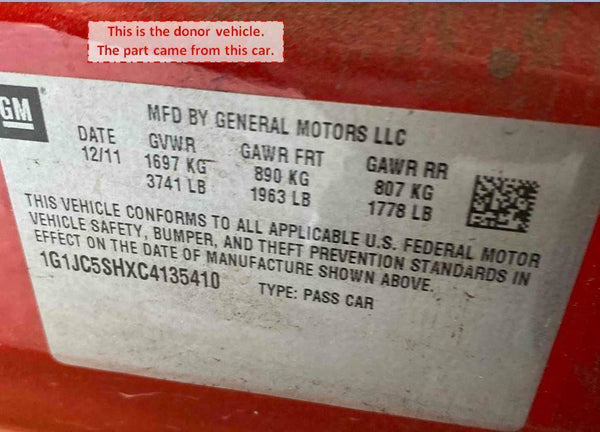 This is the donor vehicle.
The part came from this car.
GM
MFD BY GENERAL MOTORS LLC
DATE GVWR GAWR FRT GAWR RR
12/11 1697 KG 890 KG 807 KG
3741 LB 1963 LB 1778 LB
THIS VEHICLE CONFORMS TO ALL APPLICABLE U.S. FEDERAL MOTOR
VEHICLE SAFETY, BUMPER, AND THEFT PREVENTION STANDARDS IN
EFFECT ON THE DATE OF MANUFACTURE SHOWN ABOVE.
1G1JC5SHXC4135410 TYPE: PASS CAR